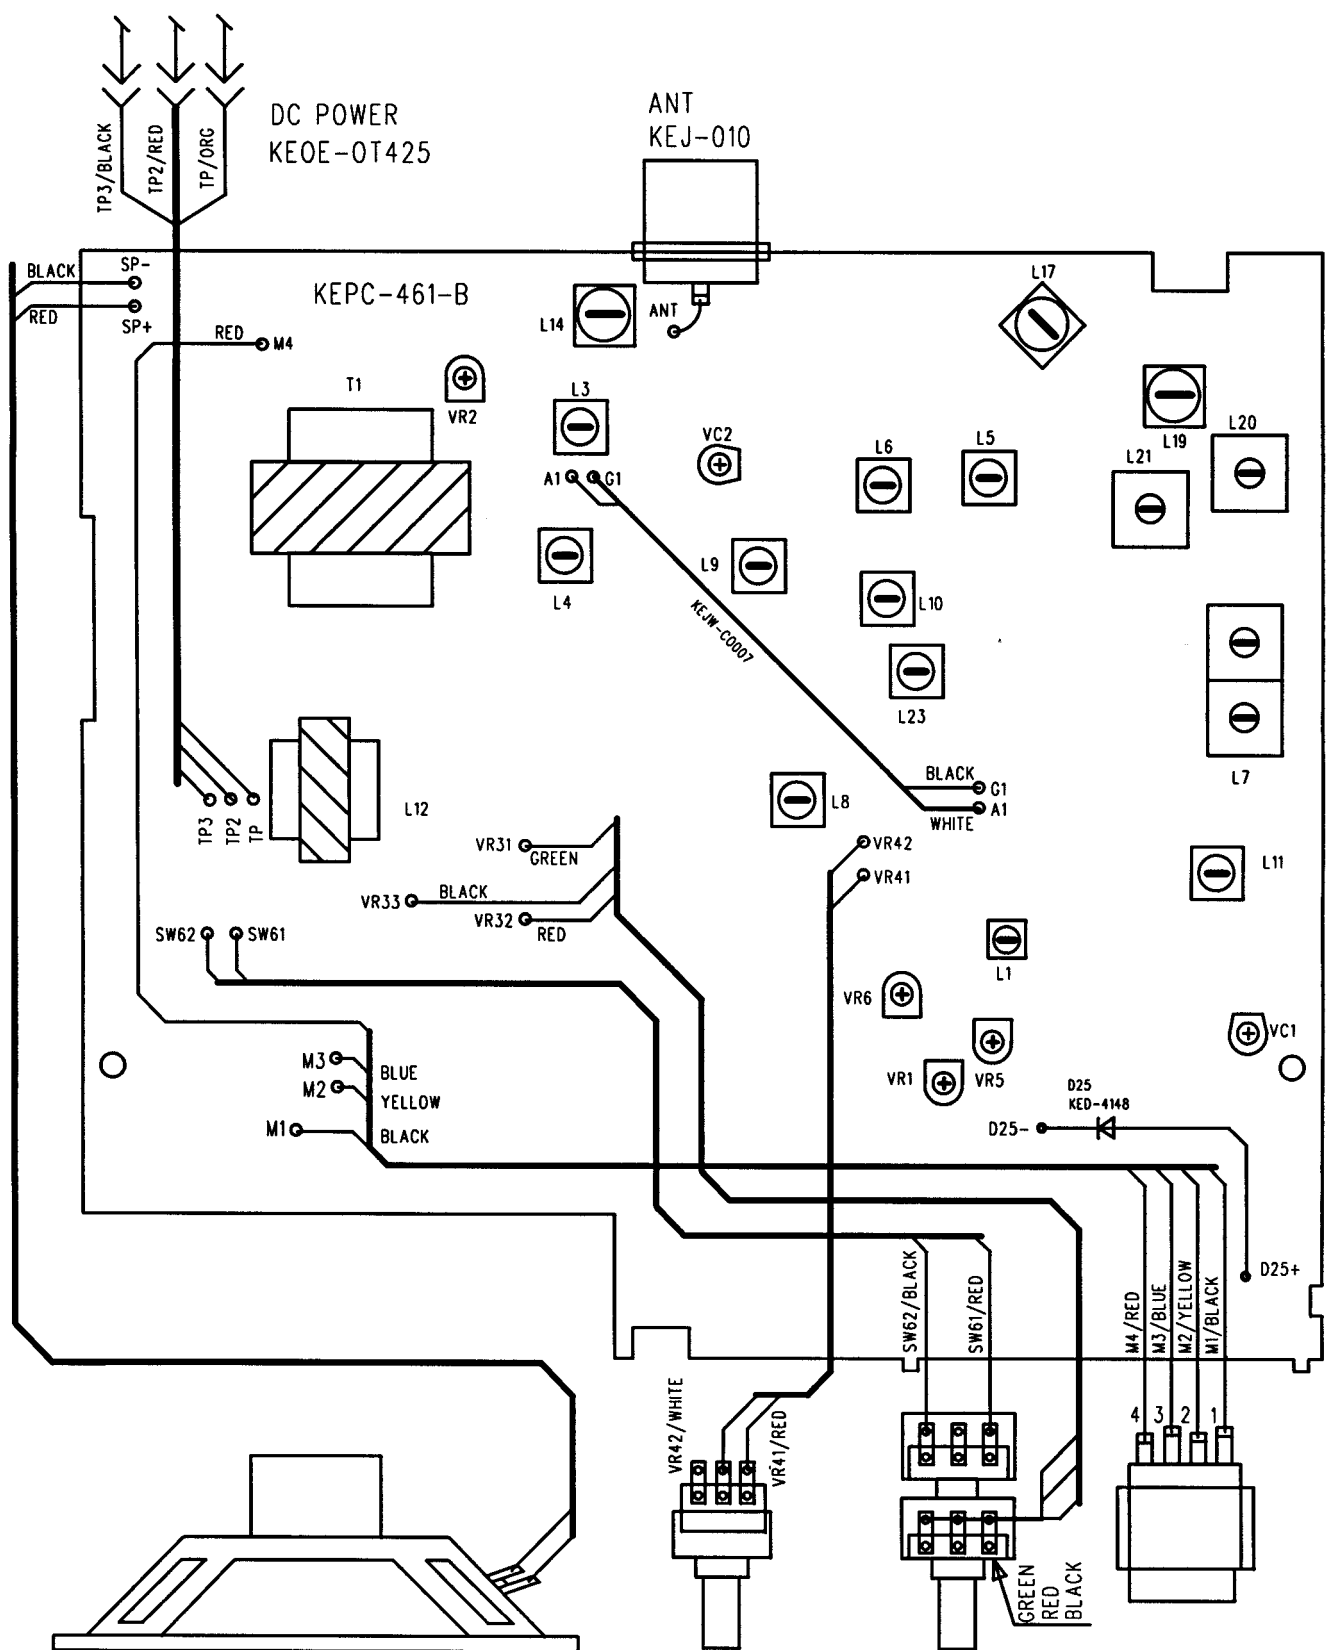 DC POWER
KEOE-OT425
TP3/BLACK
TP2/RED
TP/ORG
ANT
KEJ-010
BLACK
SP-
RED
SP+
KEPC-461-B
RED
M4
L14
ANT
L17
T1
VR2
L3
VC2
A1
G1
L6
L5
L19
L20
L21
L4
L9
L10
KEJW-C0007
L23
L7
BLACK
G1
A1
WHITE
L8
TP3
TP2
TP
L12
VR31
GREEN
VR42
VR41
L11
VR33
BLACK
VR32
RED
SW62
SW61
L1
VR6
VC1
M3
BLUE
M2
YELLOW
M1
BLACK
VR1
VR5
D25
KED-4148
D25-
D25+
SW62/BLACK
SW61/RED
M4/RED
M3/BLUE
M2/YELLOW
M1/BLACK
4
3
2
1
VR42/WHITE
VR41/RED
GREEN
RED
BLACK